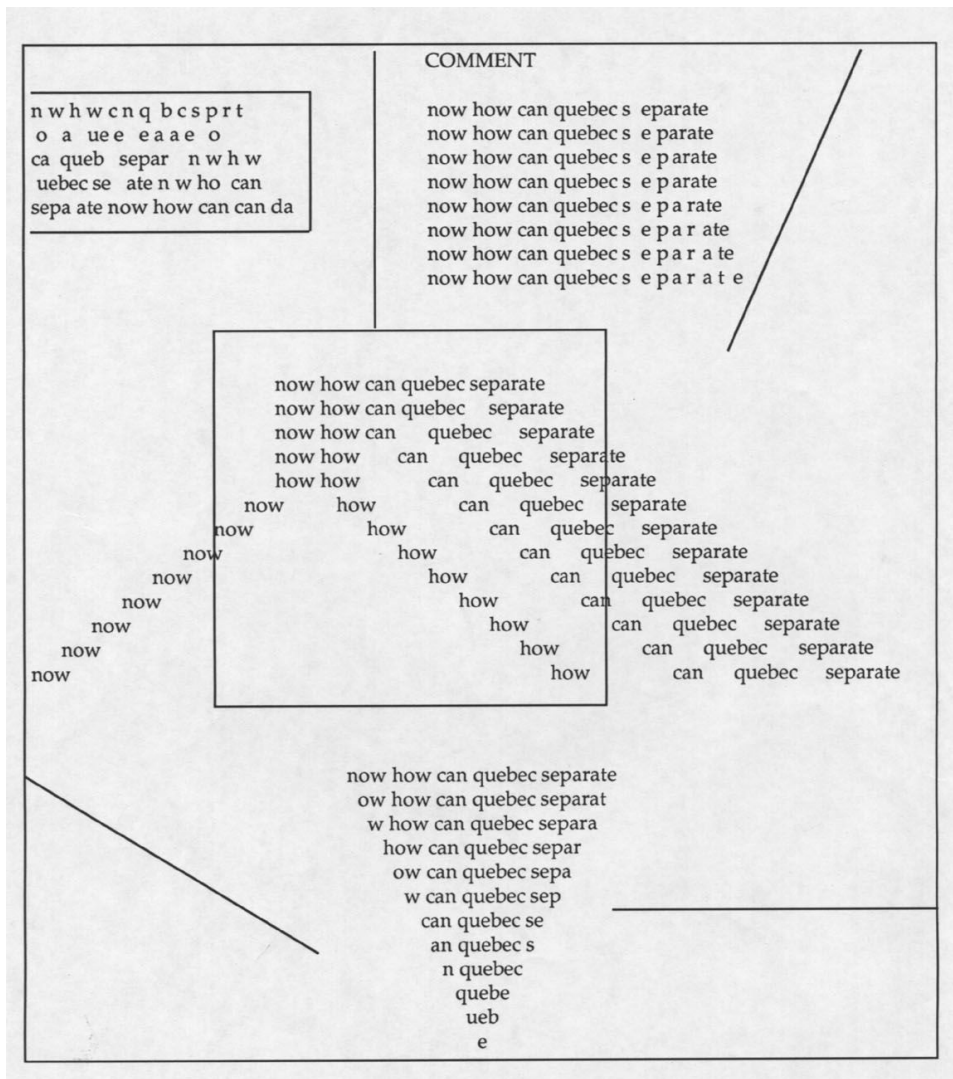 COMMENT
n w h w c n q b c s p r t
o a ue e e a a e o
ca queb separ n w h w
uebec se ate n w ho can
sepa ate now how can can da
now how can quebec s eparate
now how can quebec s e parate
now how can quebec s e parate
now how can quebec s e parate
now how can quebec s e p a rate
now how can quebec s e p a r ate
now how can quebec s e p a r a te
now how can quebec s e p a r a t e
now how can quebec separate
now how can quebec separate
now how can quebec separate
now how can quebec separate
how how can quebec separate
now how can quebec separate
now how can quebec separate
now how can quebec separate
now how can quebec separate
now how can quebec separate
now how can quebec separate
now how can quebec separate
now how can quebec separate
now how can quebec separate
ow how can quebec separat
w how can quebec separa
how can quebec separ
ow can quebec sepa
w can quebec sep
can quebec se
an quebec s
n quebec
quebe
ueb
e